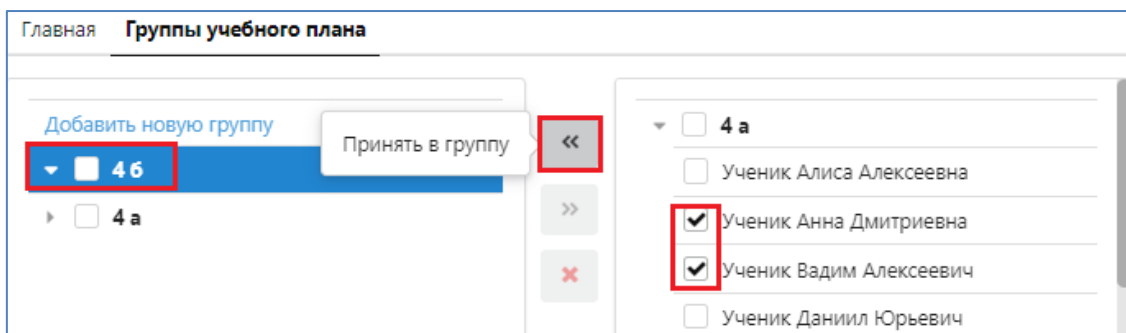 Главная Группы учебного плана
Добавить новую группу
4 б
4 а
Принять в группу
4 а
Ученик Алиса Алексеевна
Ученик Анна Дмитриевна
Ученик Вадим Алексеевич
Ученик Даниил Юрьевич